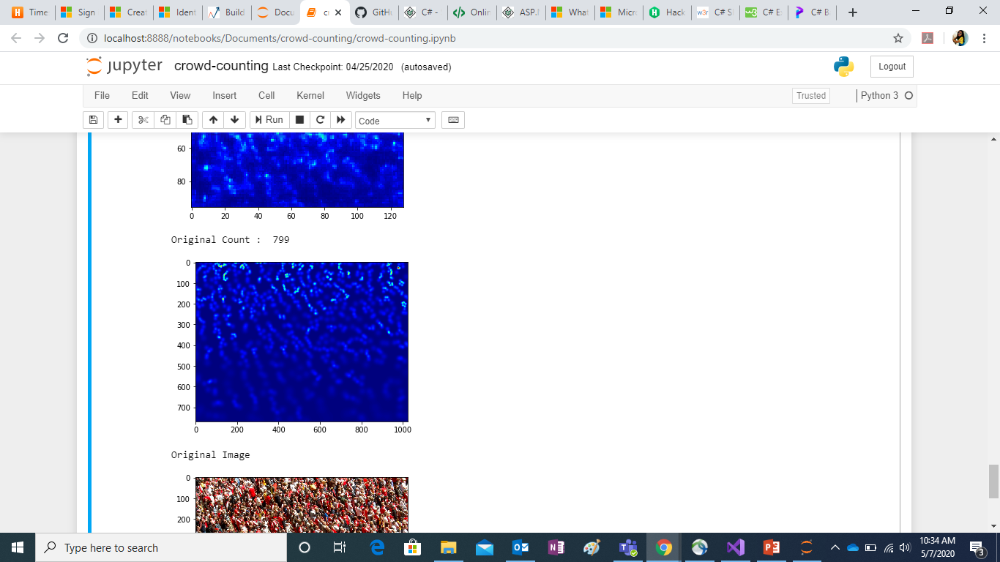 Time Sign Creat Ident Build Docu cr GitHu C# - Onlin ASP.N What Micro Hack C# S C# E C# B
localhost:8888/notebooks/Documents/crowd-counting/crowd-counting.ipynb
jupyter crowd-counting Last Checkpoint: 04/25/2020 (autosaved)
Logout
File Edit View Insert Cell Kernel Widgets Help
Trusted Python 3
Run Code
60
80
0 20 40 60 80 100 120
Original Count : 799
0
100
200
300
400
500
600
700
0 200 400 600 800 1000
Original Image
0
100
200
Type here to search
10:34 AM
5/7/2020
3